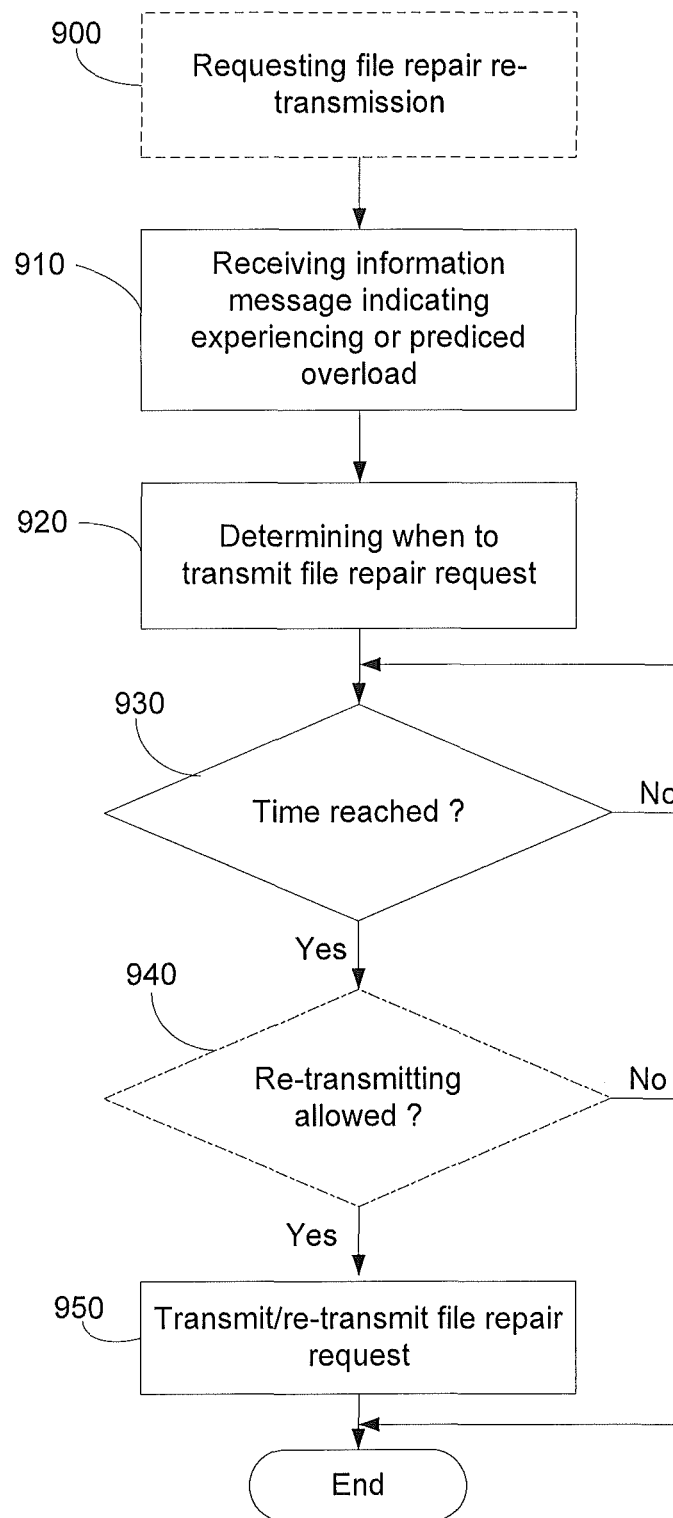 900
Requesting file repair re-
transmission
910
Receiving information
message indicating
experiencing or prediced
overload
920
Determining when to
transmit file repair request
930
Time reached ?
No
Yes
940
Re-transmitting
allowed ?
No
Yes
950
Transmit/re-transmit file repair
request
End